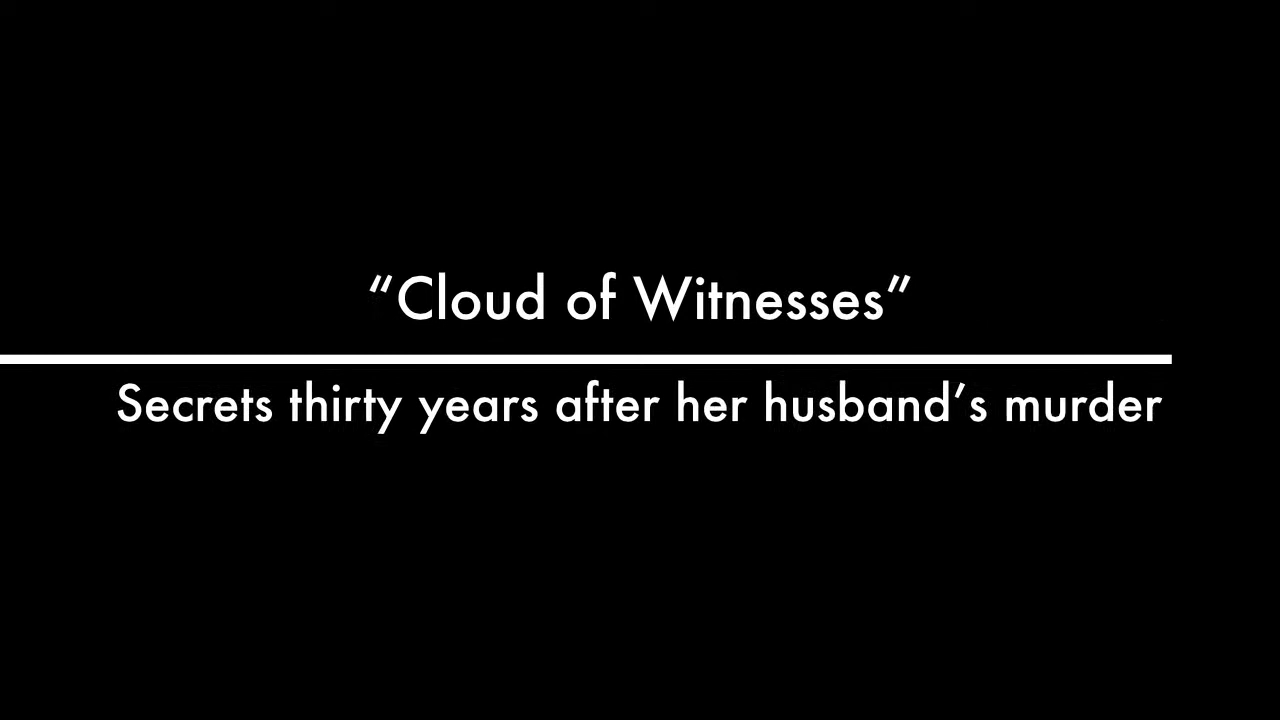 “Cloud of Witnesses”
Secrets thirty years after her husband’s murder